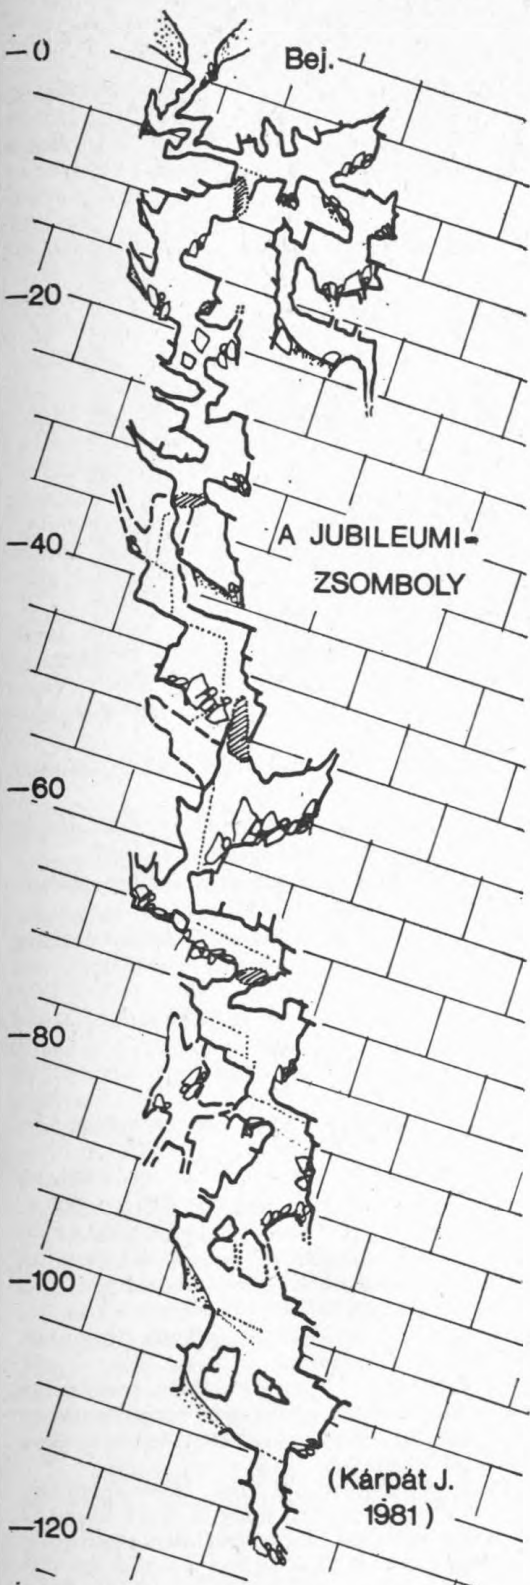 —0
Bej.
—20
—40
A JUBILEUMI-
ZSOMBOLY
—60
—80
—100
(Kárpát J.
1981)
—120